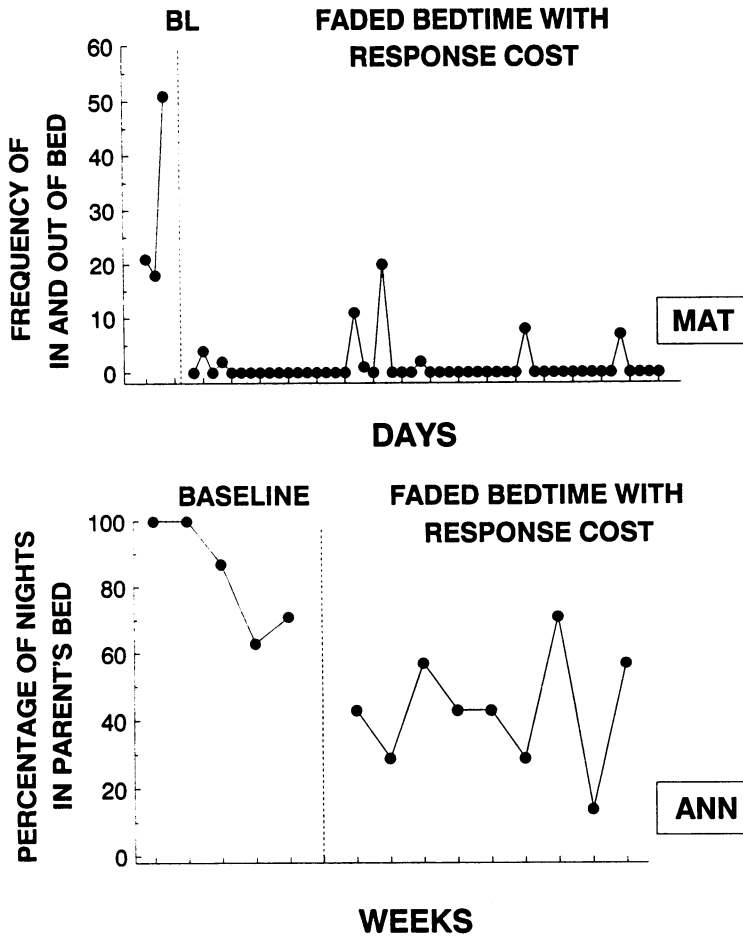 BL
FADED BEDTIME WITH
RESPONSE COST
FREQUENCY OF
IN AND OUT OF BED
60
50
40
30
20
10
0
MAT
DAYS
BASELINE
FADED BEDTIME WITH
RESPONSE COST
PERCENTAGE OF NIGHTS
IN PARENT'S BED
100
80
60
40
20
0
ANN
WEEKS